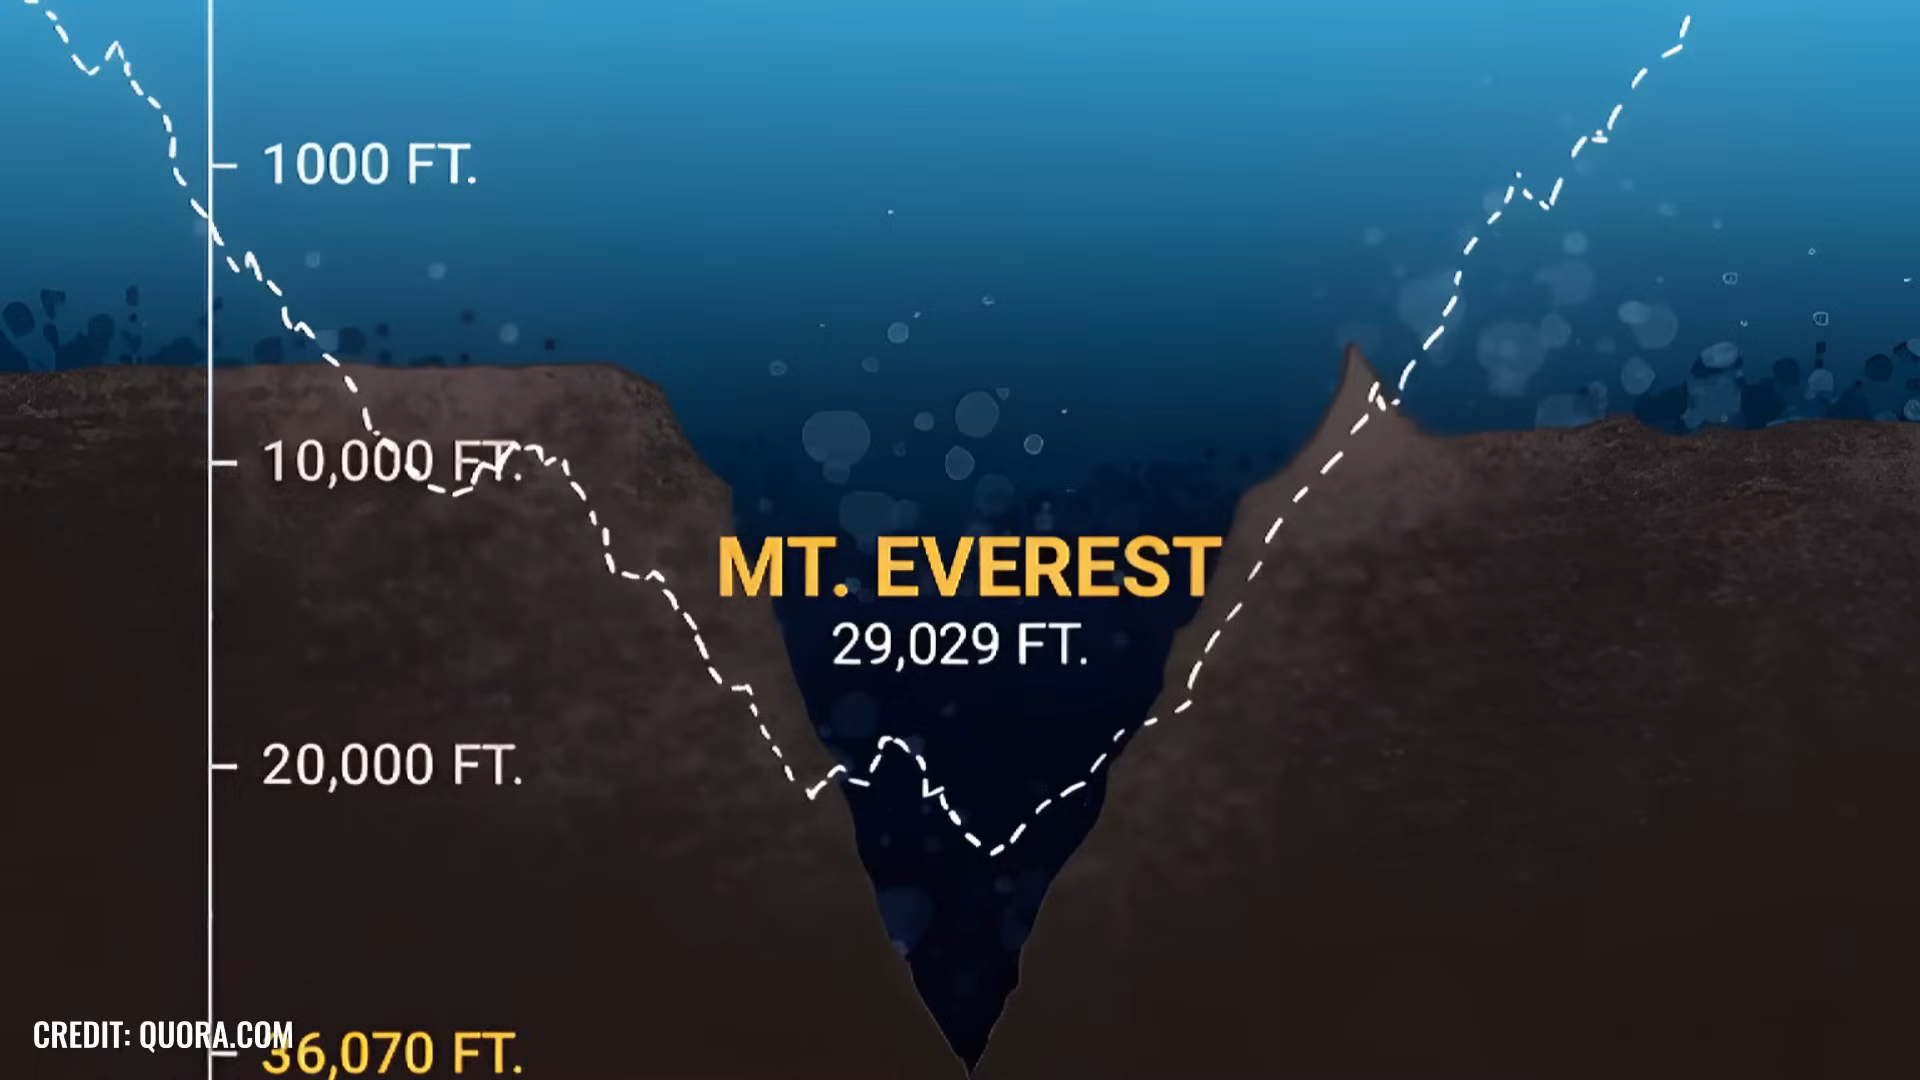 1000 FT.
10,000 FT.
MT. EVEREST
29,029 FT.
20,000 FT.
CREDIT: QUORA.COM
36,070 FT.